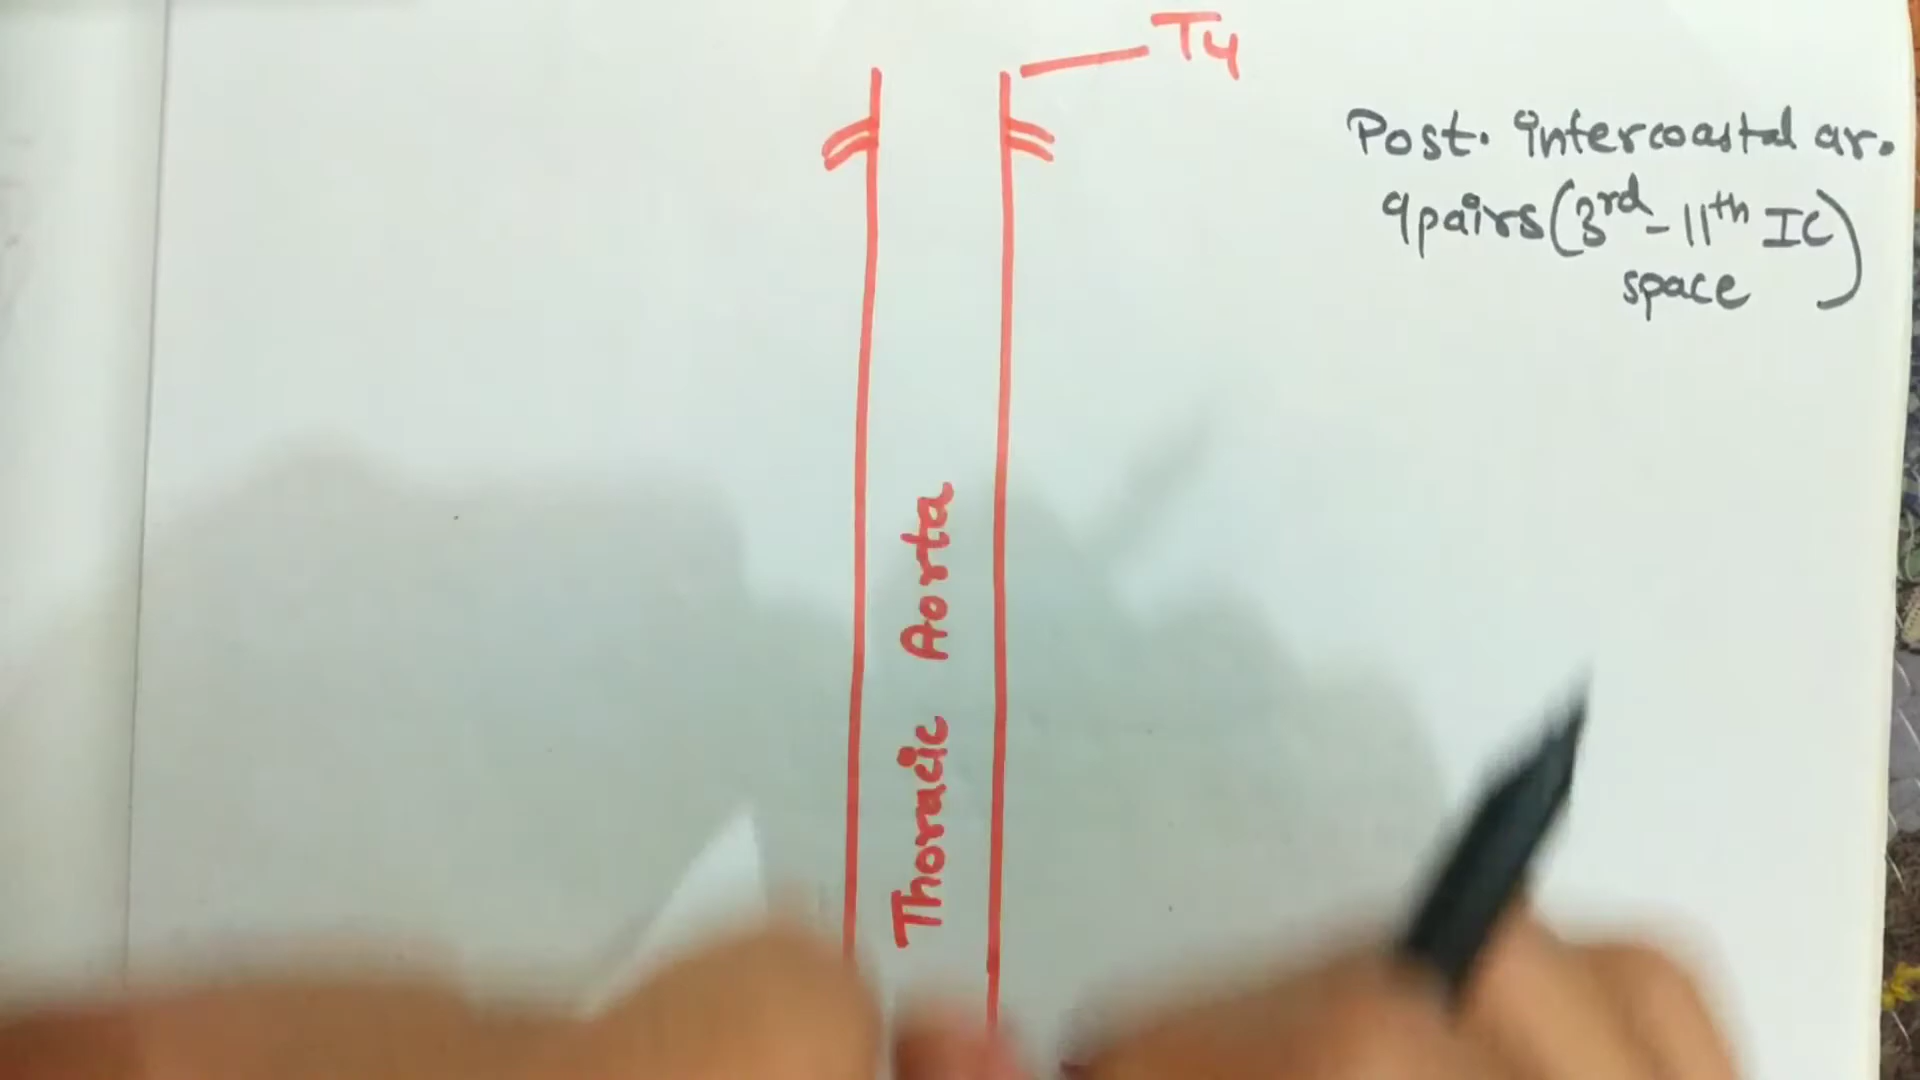 T4
Post. intercoastal ar.
9pairs (3rd - 11th IC)
space
Thoracic Aorta